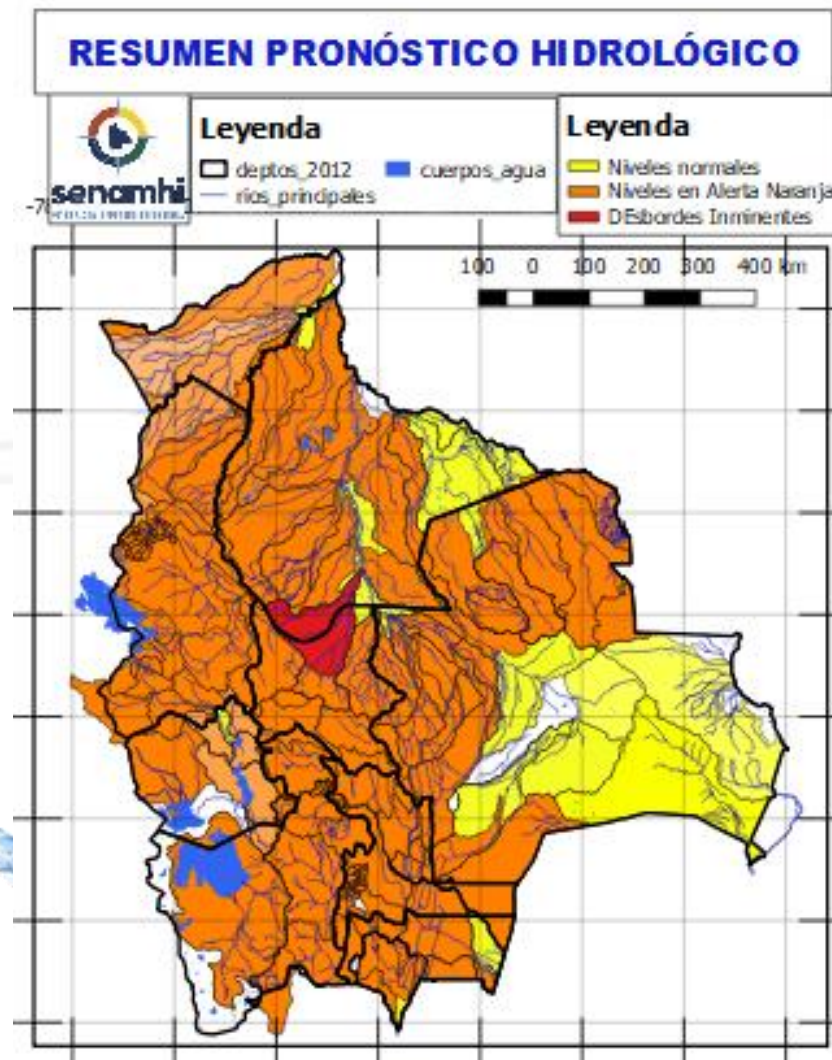 RESUMEN PRONÓSTICO HIDROLÓGICO
senamhi
Leyenda
deptos_2012
cuerpos_agua
rios_principales
Leyenda
Niveles normales
Niveles en Alerta Naranja
DEsbordes Inminentes
100 0 100 200 300 400 km